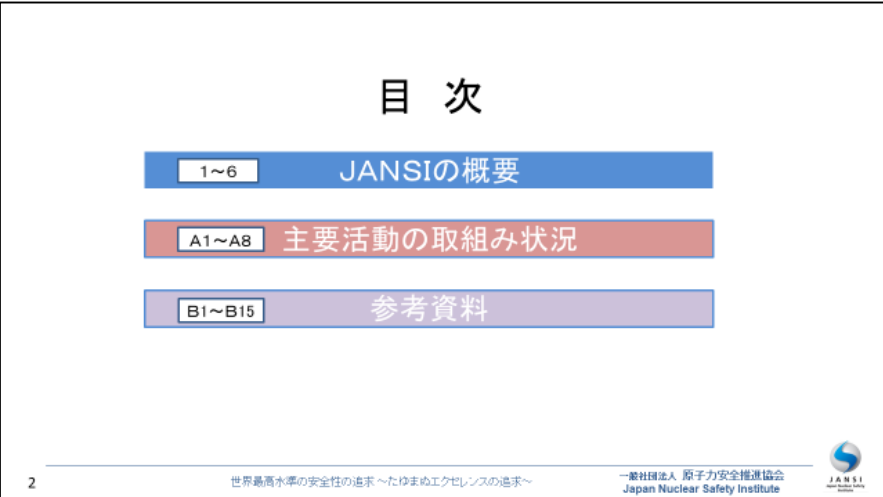 目 次
1～6 JANSIの概要
A1～A8 主要活動の取組み状況
B1～B15 参考資料
2
世界最高水準の安全性の追求 ～たゆまぬエクセレンスの追求～
一般社団法人 原子力安全推進協会
Japan Nuclear Safety Institute
JANSI
Japan Nuclear Safety
Institute